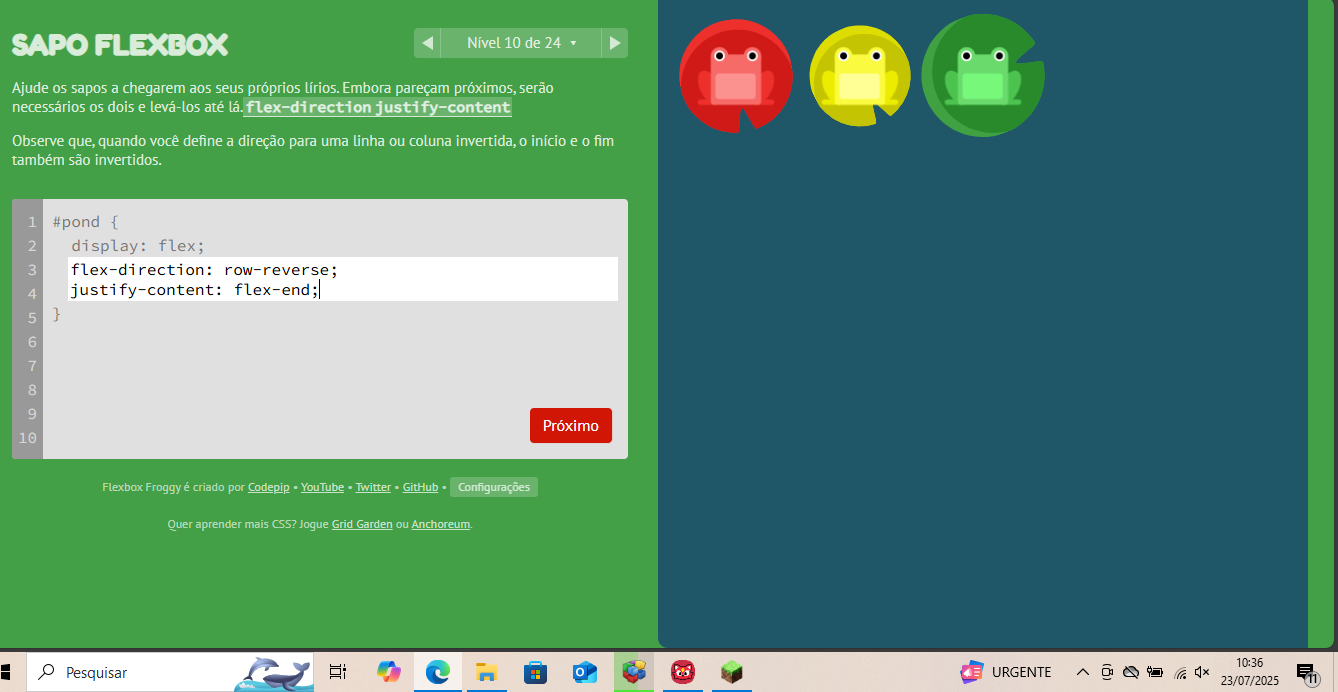 SAPO FLEXBOX
Nível 10 de 24
Ajude os sapos a chegarem aos seus próprios lírios. Embora pareçam próximos, serão
necessários os dois e levá-los até lá. flex-direction justify-content
Observe que, quando você define a direção para uma linha ou coluna invertida, o início e o fim
também são invertidos.
1 #pond {
2 display: flex;
3 flex-direction: row-reverse;
4 justify-content: flex-end;
5 }
6
7
8
9
10
Próximo
Flexbox Froggy é criado por Codepip • YouTube • Twitter • GitHub • Configurações
Quer aprender mais CSS? Jogue Grid Garden ou Anchoreum.
Pesquisar
URGENTE
10:36
23/07/2025
11